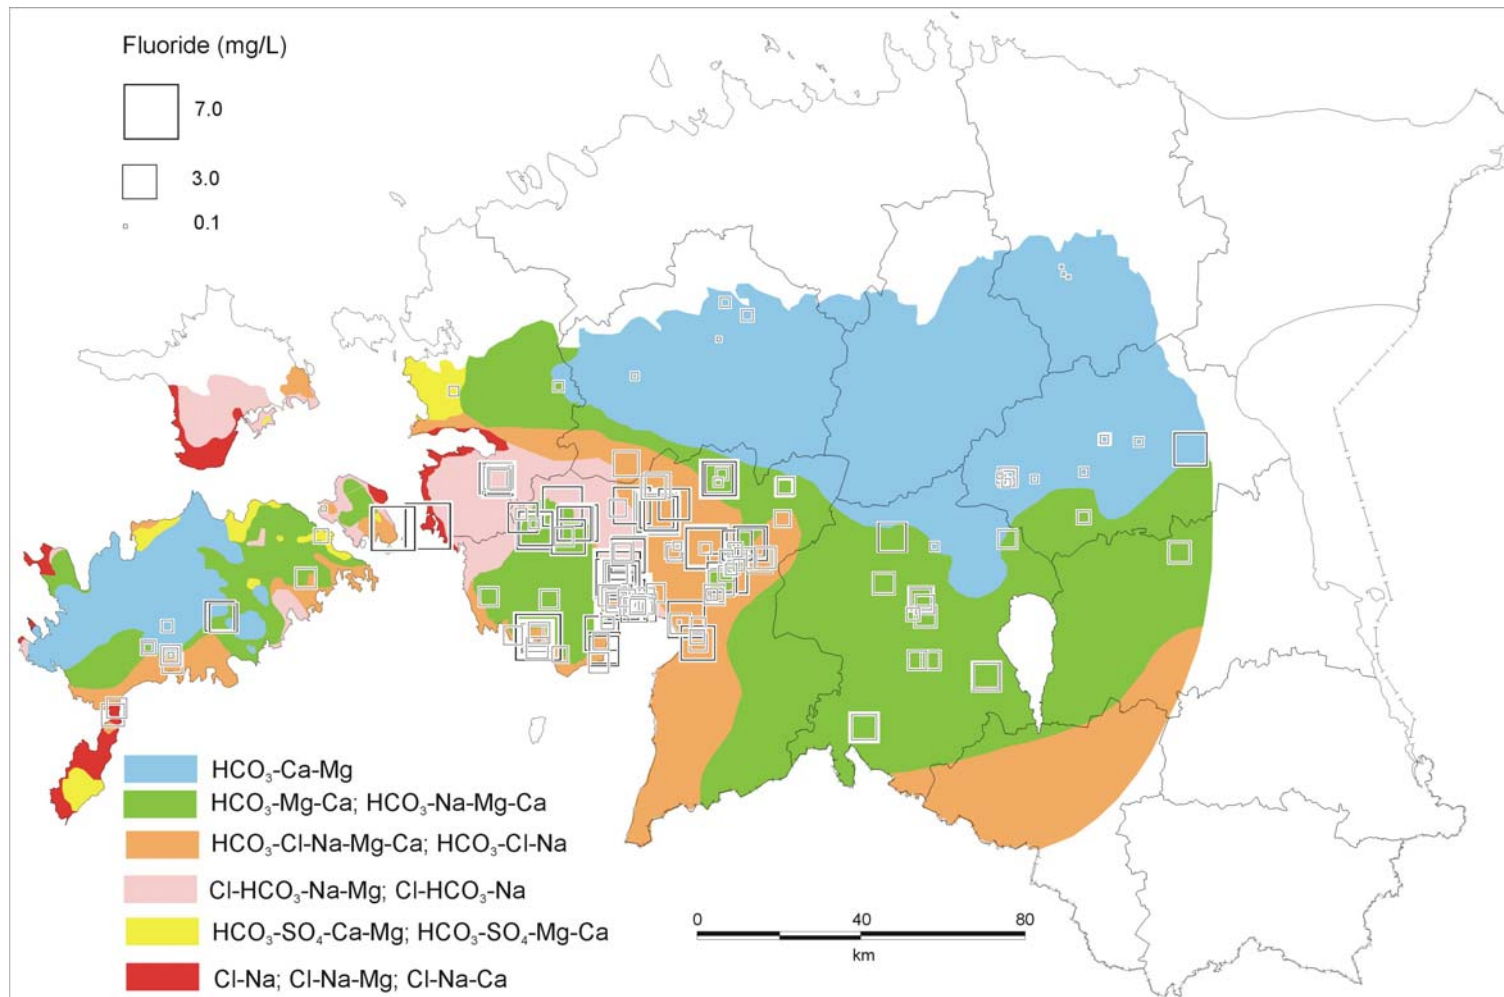 Fluoride (mg/L)
7.0
3.0
0.1
HCO₃-Ca-Mg
HCO₃-Mg-Ca; HCO₃-Na-Mg-Ca
HCO₃-Cl-Na-Mg-Ca; HCO₃-Cl-Na
Cl-HCO₃-Na-Mg; Cl-HCO₃-Na
HCO₃-SO₄-Ca-Mg; HCO₃-SO₄-Mg-Ca
Cl-Na; Cl-Na-Mg; Cl-Na-Ca
0 40 80
km